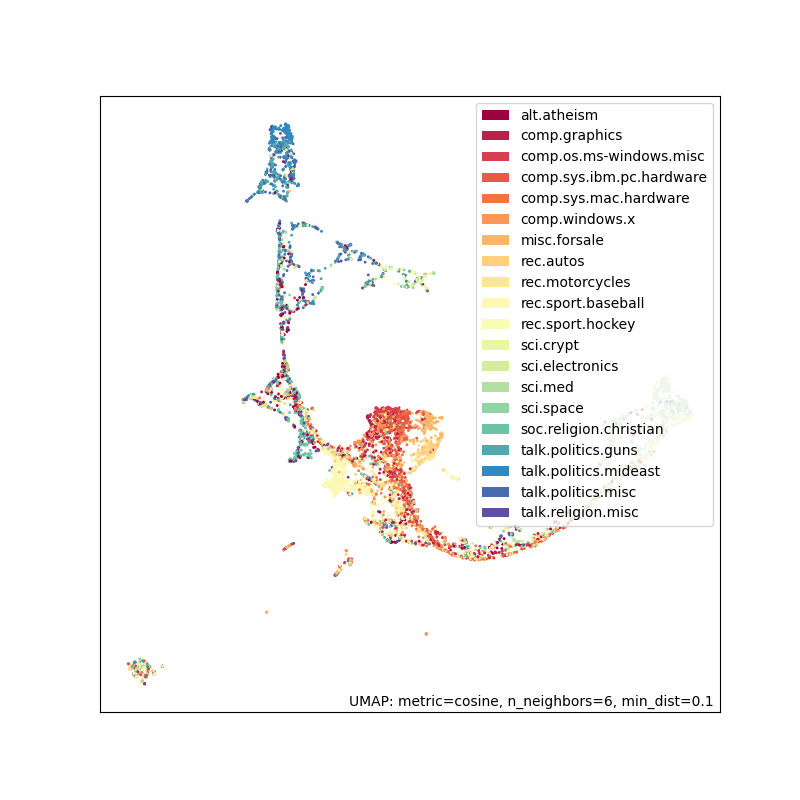 alt.atheism
comp.graphics
comp.os.ms-windows.misc
comp.sys.ibm.pc.hardware
comp.sys.mac.hardware
comp.windows.x
misc.forsale
rec.autos
rec.motorcycles
rec.sport.baseball
rec.sport.hockey
sci.crypt
sci.electronics
sci.med
sci.space
soc.religion.christian
talk.politics.guns
talk.politics.mideast
talk.politics.misc
talk.religion.misc
UMAP: metric=cosine, n_neighbors=6, min_dist=0.1